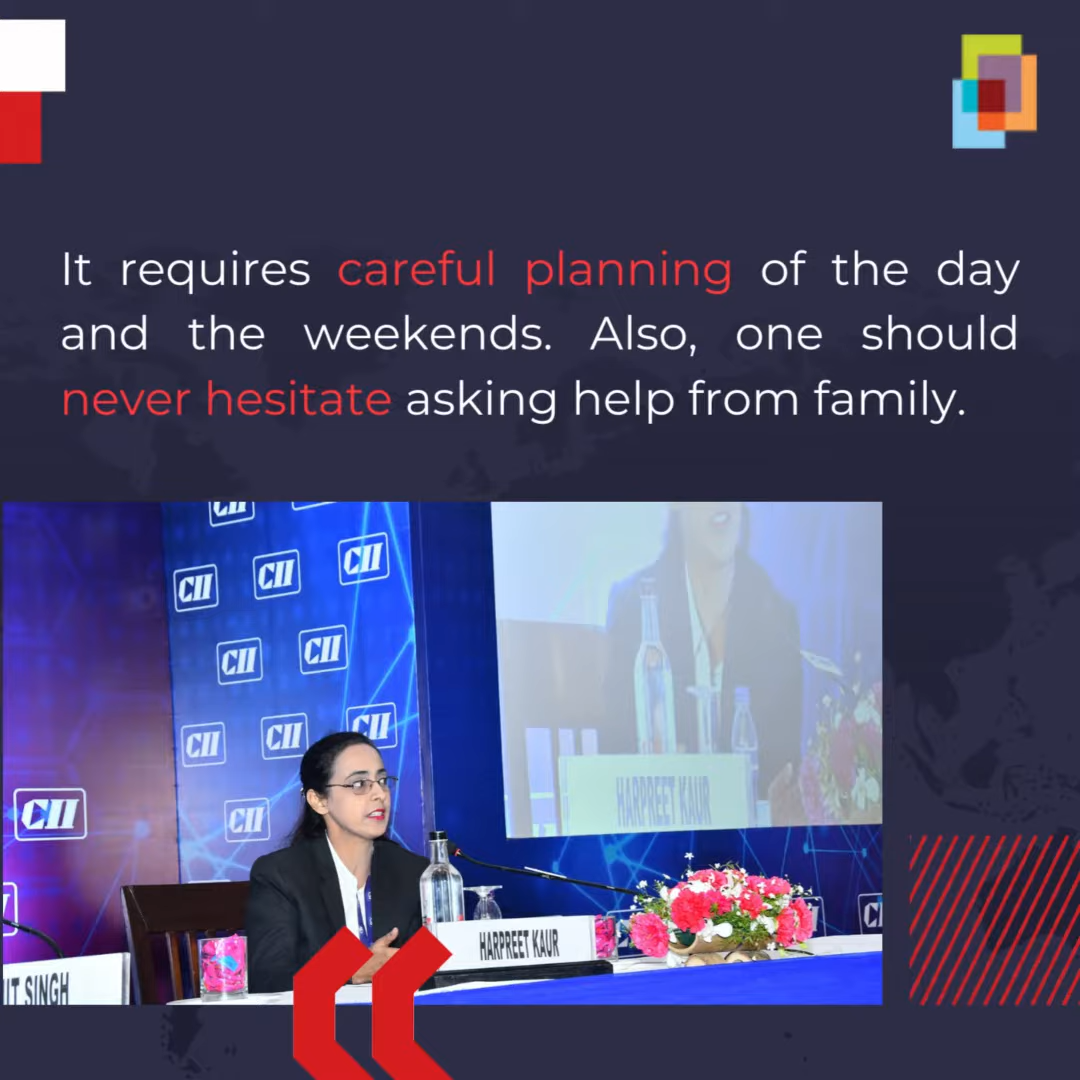 It requires careful planning of the day
and the weekends. Also, one should
never hesitate asking help from family.
CII
CII
CII
CII
CII
CII
CII
CII
CII
CII
CII
HARPREET KAUR
HARPREET KAUR
IT SINGH